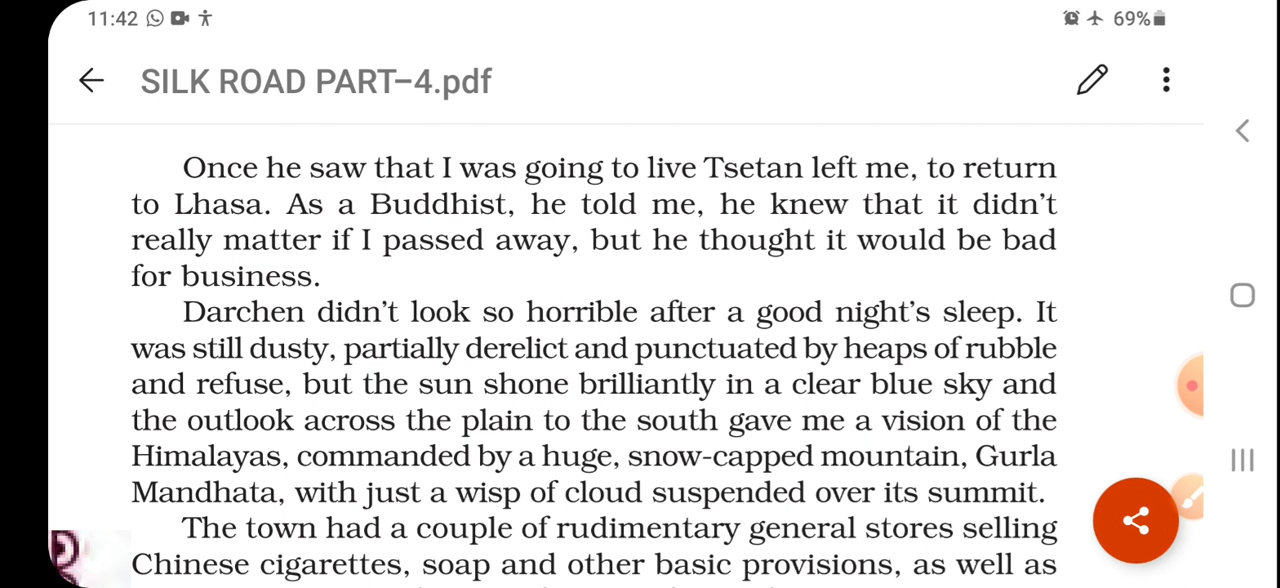 11:42
69%
SILK ROAD PART–4.pdf
Once he saw that I was going to live Tsetan left me, to return
to Lhasa. As a Buddhist, he told me, he knew that it didn't
really matter if I passed away, but he thought it would be bad
for business.
Darchen didn't look so horrible after a good night's sleep. It
was still dusty, partially derelict and punctuated by heaps of rubble
and refuse, but the sun shone brilliantly in a clear blue sky and
the outlook across the plain to the south gave me a vision of the
Himalayas, commanded by a huge, snow-capped mountain, Gurla
Mandhata, with just a wisp of cloud suspended over its summit.
The town had a couple of rudimentary general stores selling
Chinese cigarettes, soap and other basic provisions, as well as